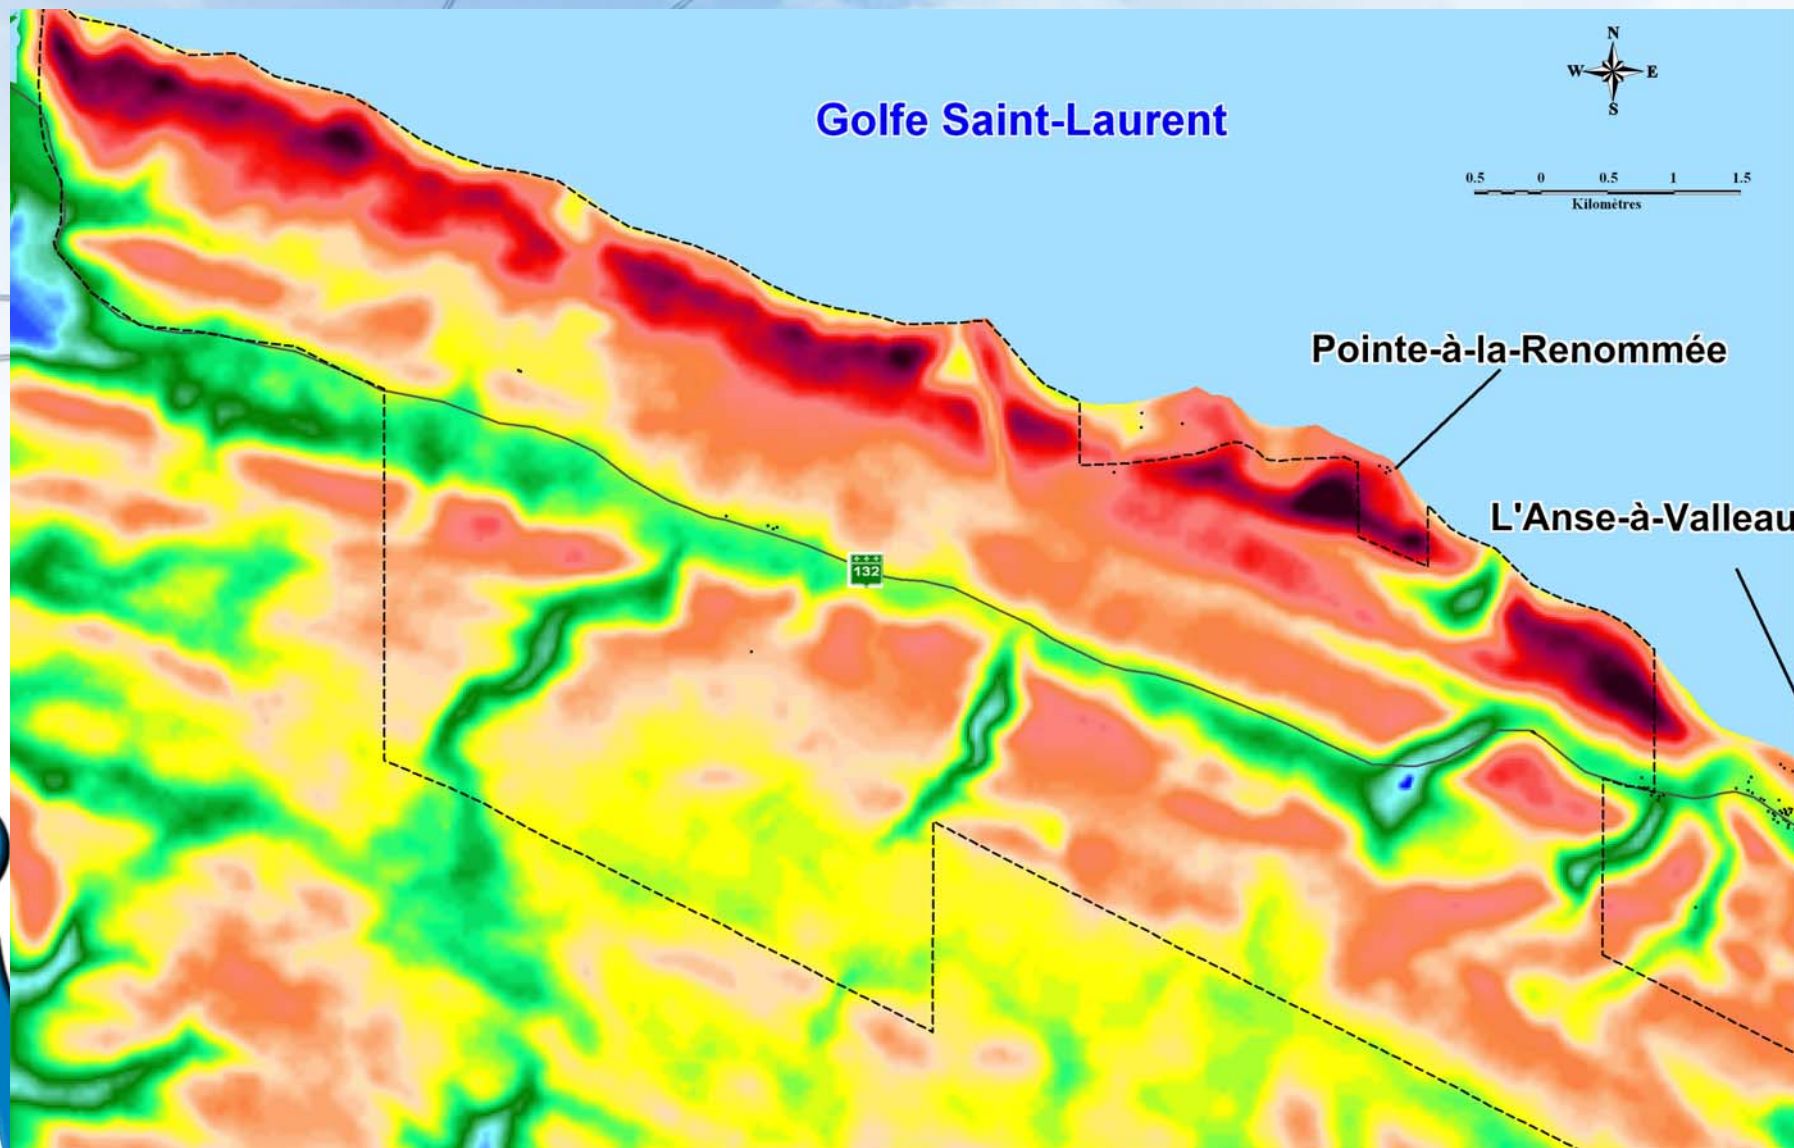 N
W E
S
Golfe Saint-Laurent
0.5 0 0.5 1 1.5
Kilomètres
Pointe-à-la-Renommée
L'Anse-à-Valleau
132